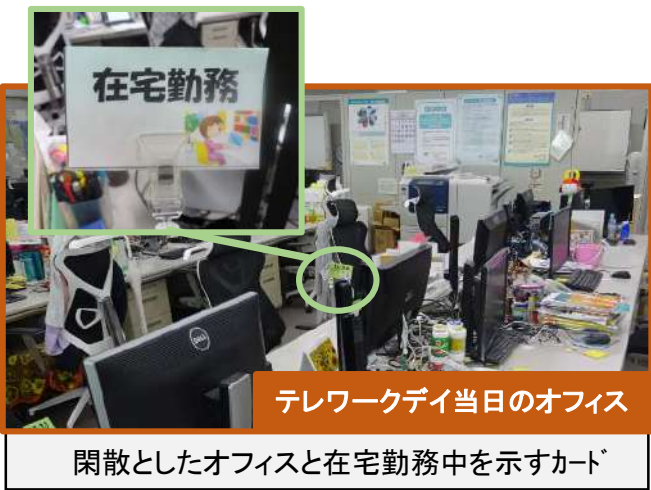 在宅勤務
DELL
テレワークデイ当日のオフィス
閑散としたオフィスと在宅勤務中を示すｶｰﾄﾞ